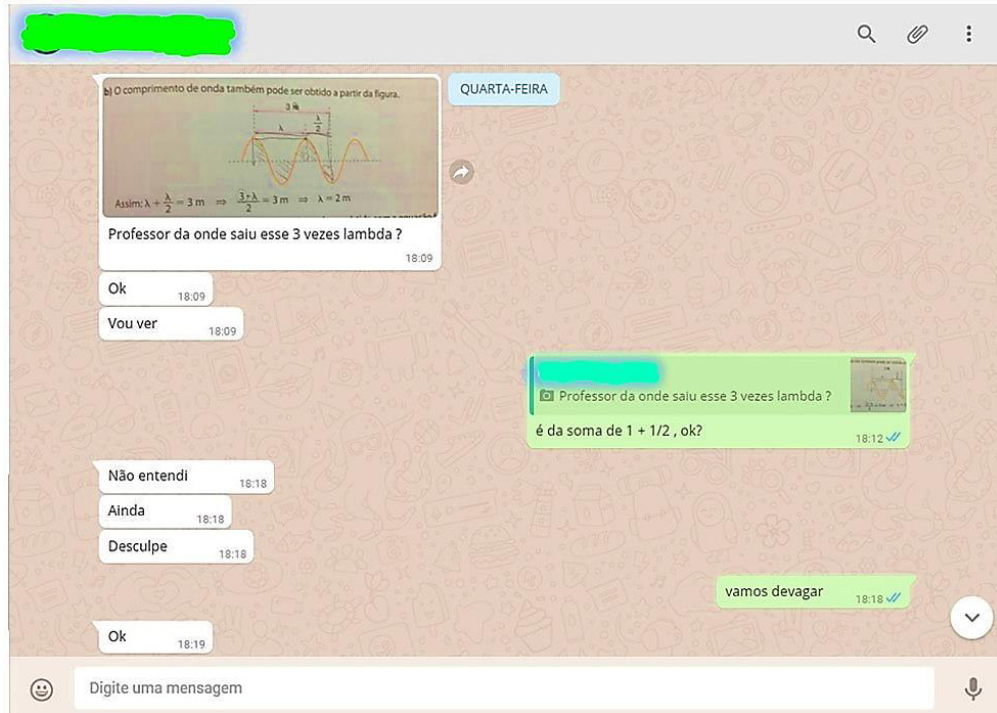 QUARTA-FEIRA
b) O comprimento de onda também pode ser obtido a partir da figura.
3 m
λ
λ/2
Assim: λ + λ/2 = 3 m ⇒ 3·λ/2 = 3 m ⇒ λ = 2 m
Professor da onde saiu esse 3 vezes lambda ?
18:09
Ok
18:09
Vou ver
18:09
Professor da onde saiu esse 3 vezes lambda ?
é da soma de 1 + 1/2 , ok?
18:12
Não entendi
18:18
Ainda
18:18
Desculpe
18:18
vamos devagar
18:18
Ok
18:19
Digite uma mensagem